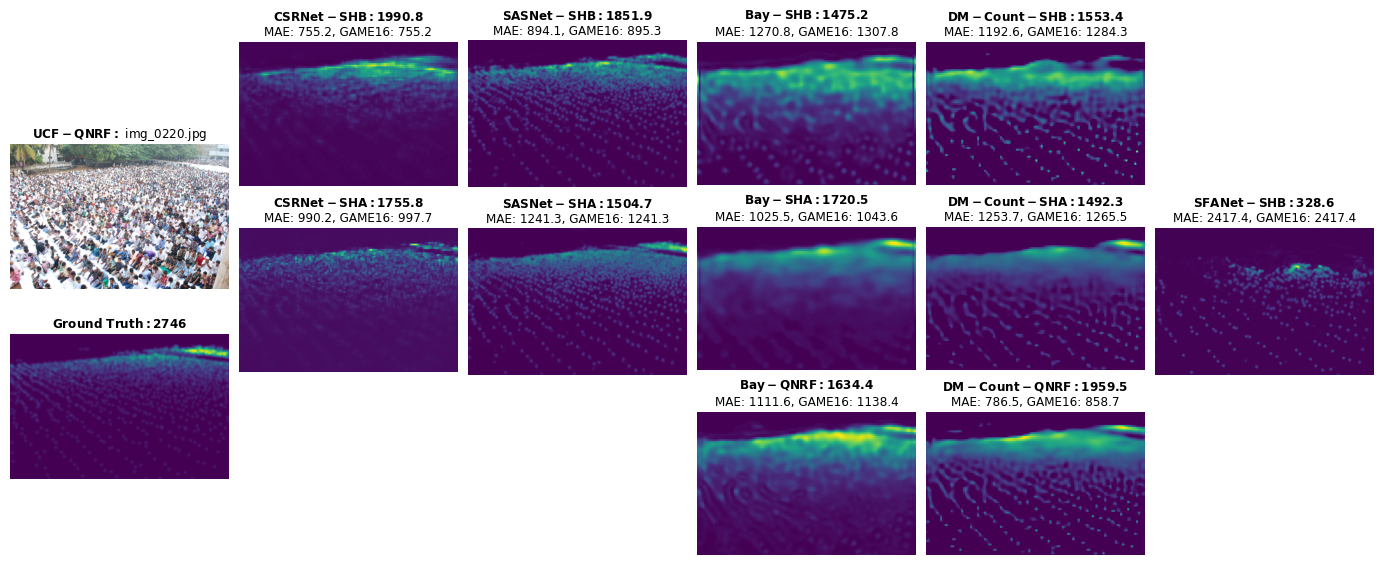 CSRNet-SHB: 1990.8
MAE: 755.2, GAME16: 755.2
SASNet-SHB: 1851.9
MAE: 894.1, GAME16: 895.3
Bay-SHB: 1475.2
MAE: 1270.8, GAME16: 1307.8
DM-Count-SHB: 1553.4
MAE: 1192.6, GAME16: 1284.3
UCF-QNRF: img_0220.jpg
CSRNet-SHA: 1755.8
MAE: 990.2, GAME16: 997.7
SASNet-SHA: 1504.7
MAE: 1241.3, GAME16: 1241.3
Bay-SHA: 1720.5
MAE: 1025.5, GAME16: 1043.6
DM-Count-SHA: 1492.3
MAE: 1253.7, GAME16: 1265.5
SFANet-SHB: 328.6
MAE: 2417.4, GAME16: 2417.4
Ground Truth: 2746
Bay-QNRF: 1634.4
MAE: 1111.6, GAME16: 1138.4
DM-Count-QNRF: 1959.5
MAE: 786.5, GAME16: 858.7